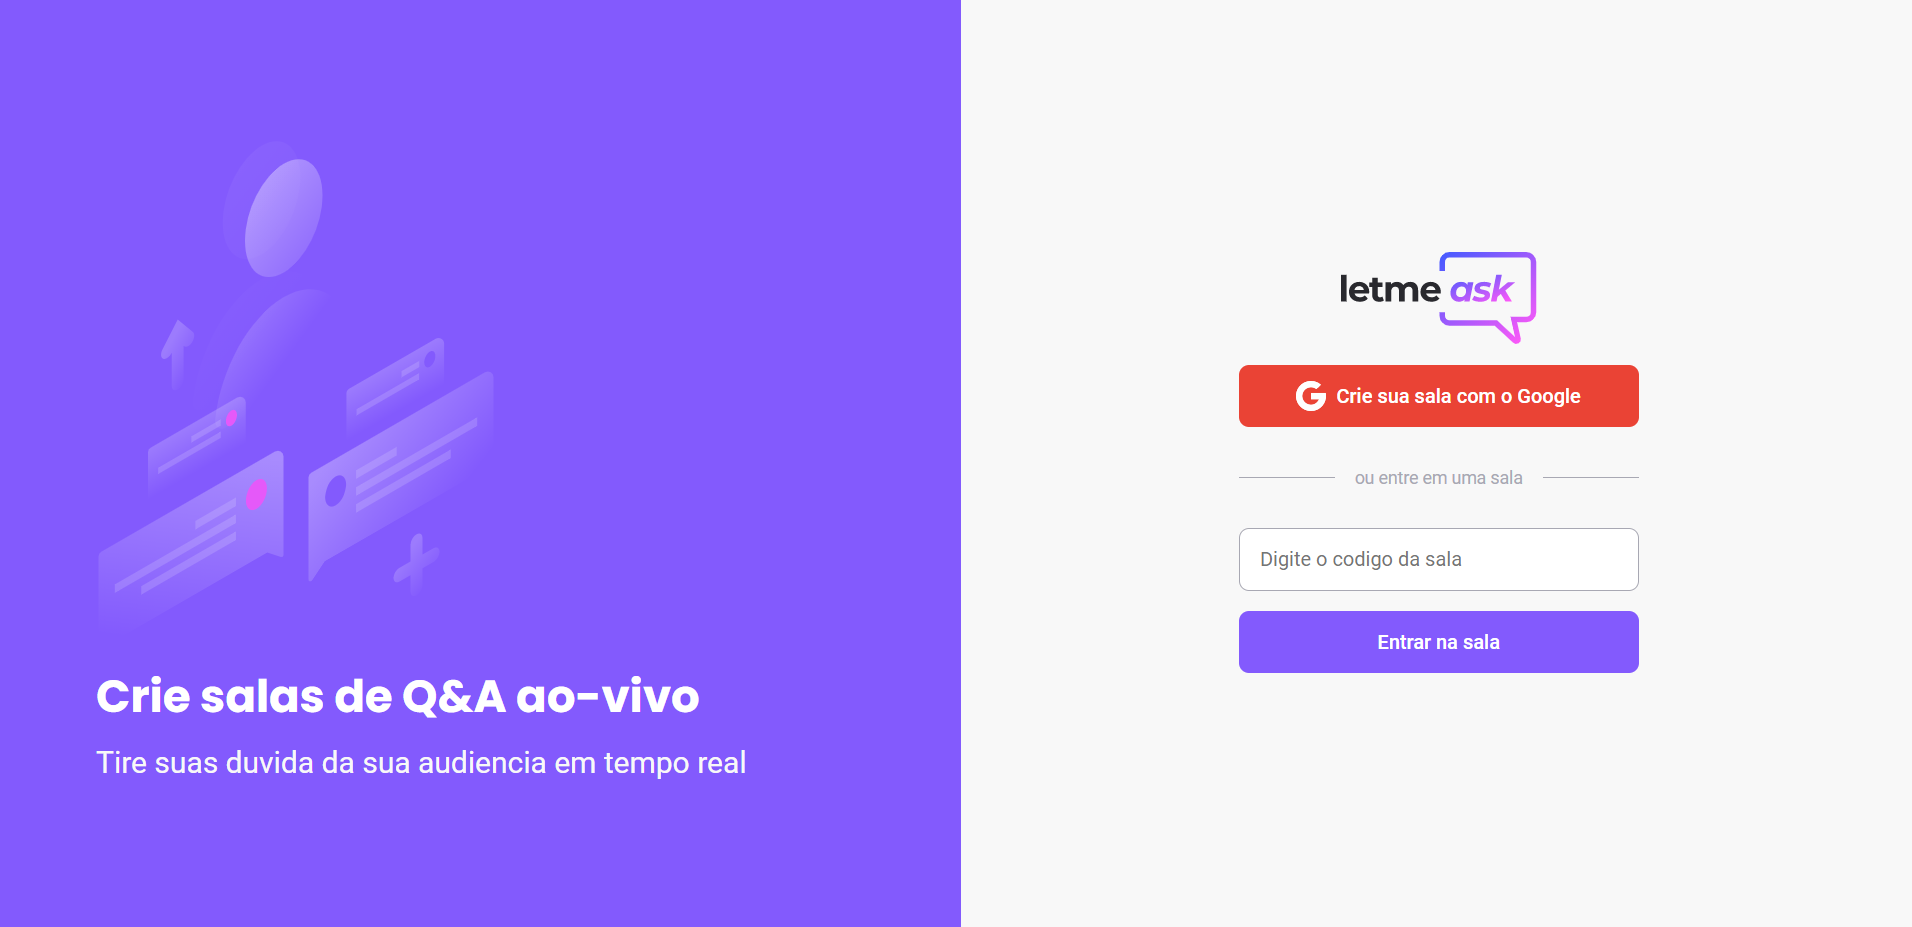 Crie salas de Q&A ao-vivo
Tire suas duvida da sua audiencia em tempo real
letme ask
Crie sua sala com o Google
ou entre em uma sala
Digite o codigo da sala
Entrar na sala